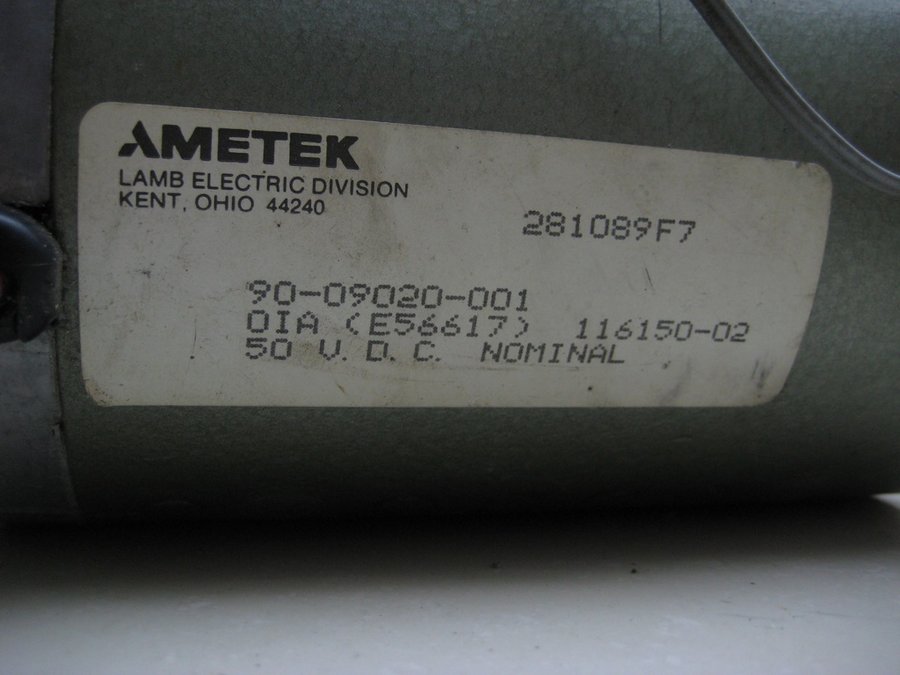 AMETEK
LAMB ELECTRIC DIVISION
KENT, OHIO 44240
281089F7
90-09020-001
OIA (E56617) 116150-02
50 V.D.C. NOMINAL